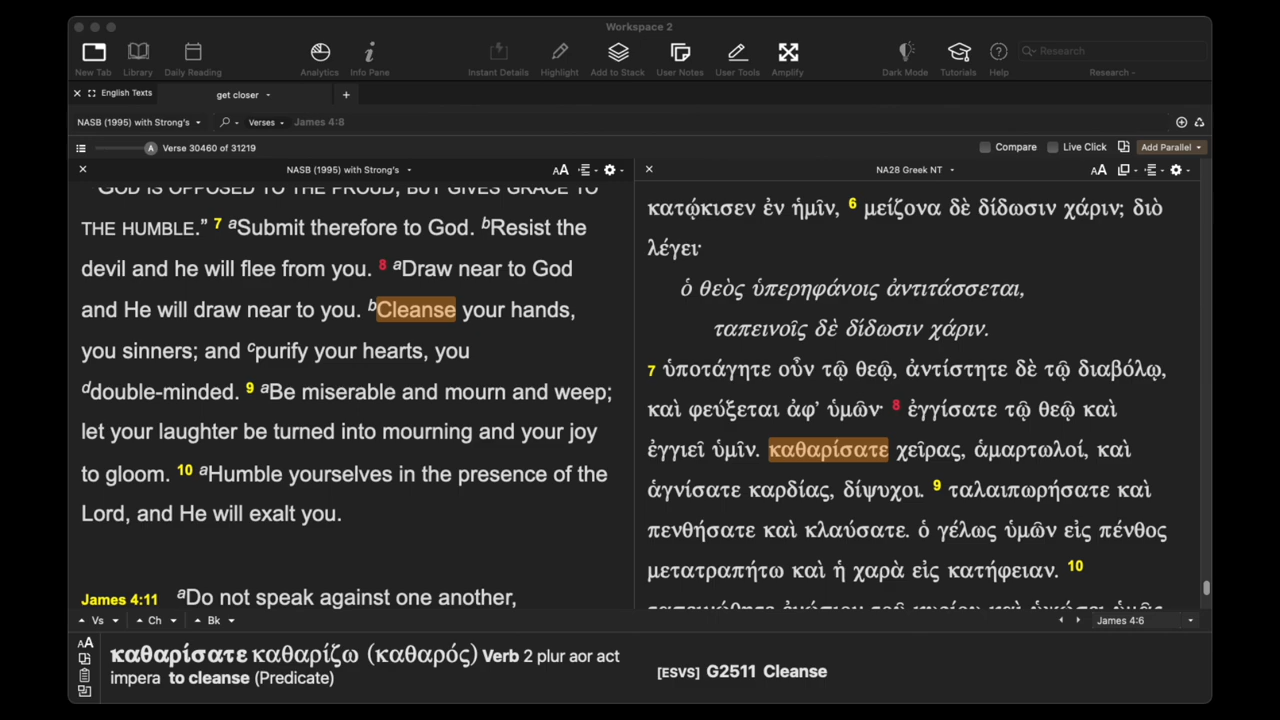 Workspace 2
New Tab Library Daily Reading Analytics Info Pane Instant Details Highlight Add to Stack User Notes User Tools Amplify Dark Mode Tutorials Help Research
Research
English Texts get closer +
NASB (1995) with Strong's Verses James 4:8
A Verse 30460 of 31219 Compare Live Click Add Parallel
NASB (1995) with Strong's
"GOD IS OPPOSED TO THE PROUD, BUT GIVES GRACE TO
THE HUMBLE.” 7 aSubmit therefore to God. bResist the
devil and he will flee from you. 8 aDraw near to God
and He will draw near to you. bCleanse your hands,
you sinners; and cpurify your hearts, you
ddouble-minded. 9 aBe miserable and mourn and weep;
let your laughter be turned into mourning and your joy
to gloom. 10 aHumble yourselves in the presence of the
Lord, and He will exalt you.
James 4:11 aDo not speak against one another,
NA28 Greek NT
κατῴκισεν ἐν ἡμῖν, 6 μείζονα δὲ δίδωσιν χάριν; διὸ
λέγει·
ὁ θεὸς ὑπερηφάνοις ἀντιτάσσεται,
ταπεινοῖς δὲ δίδωσιν χάριν.
7 ὑποτάγητε οὖν τῷ θεῷ, ἀντίστητε δὲ τῷ διαβόλῳ,
καὶ φεύξεται ἀφ’ ὑμῶν· 8 ἐγγίσατε τῷ θεῷ καὶ
ἐγγιεῖ ὑμῖν. καθαρίσατε χεῖρας, ἁμαρτωλοί, καὶ
ἁγνίσατε καρδίας, δίψυχοι. 9 ταλαιπωρήσατε καὶ
πενθήσατε καὶ κλαύσατε. ὁ γέλως ὑμῶν εἰς πένθος
μετατραπήτω καὶ ἡ χαρὰ εἰς κατήφειαν. 10
Vs Ch Bk James 4:6
καθαρίσατε καθαρίζω (καθαρός) Verb 2 plur aor act
impera to cleanse (Predicate)
[ESVS] G2511 Cleanse